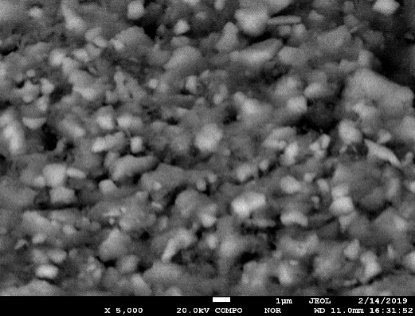 1µm JEOL 2/14/2019
X 5,000 20.0kV COMPO NOR WD 11.0mm 16:31:52